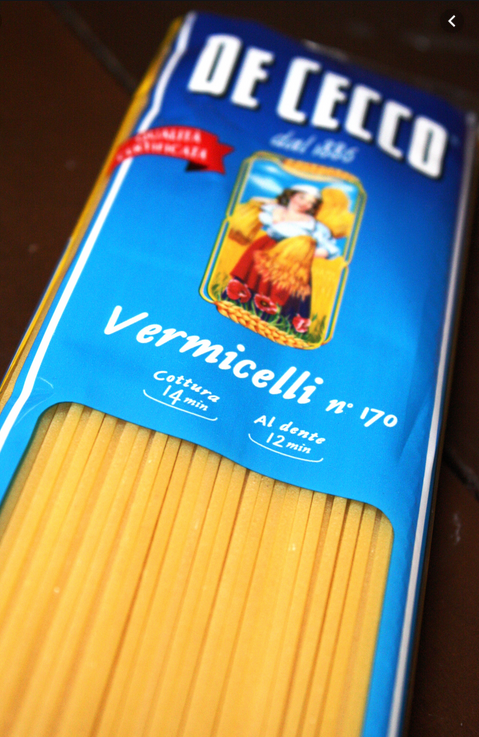 DE CECCO
dal 1886
QUALITÀ
CERTIFICATA
Vermicelli n° 170
Cottura
14 min
Al dente
12 min